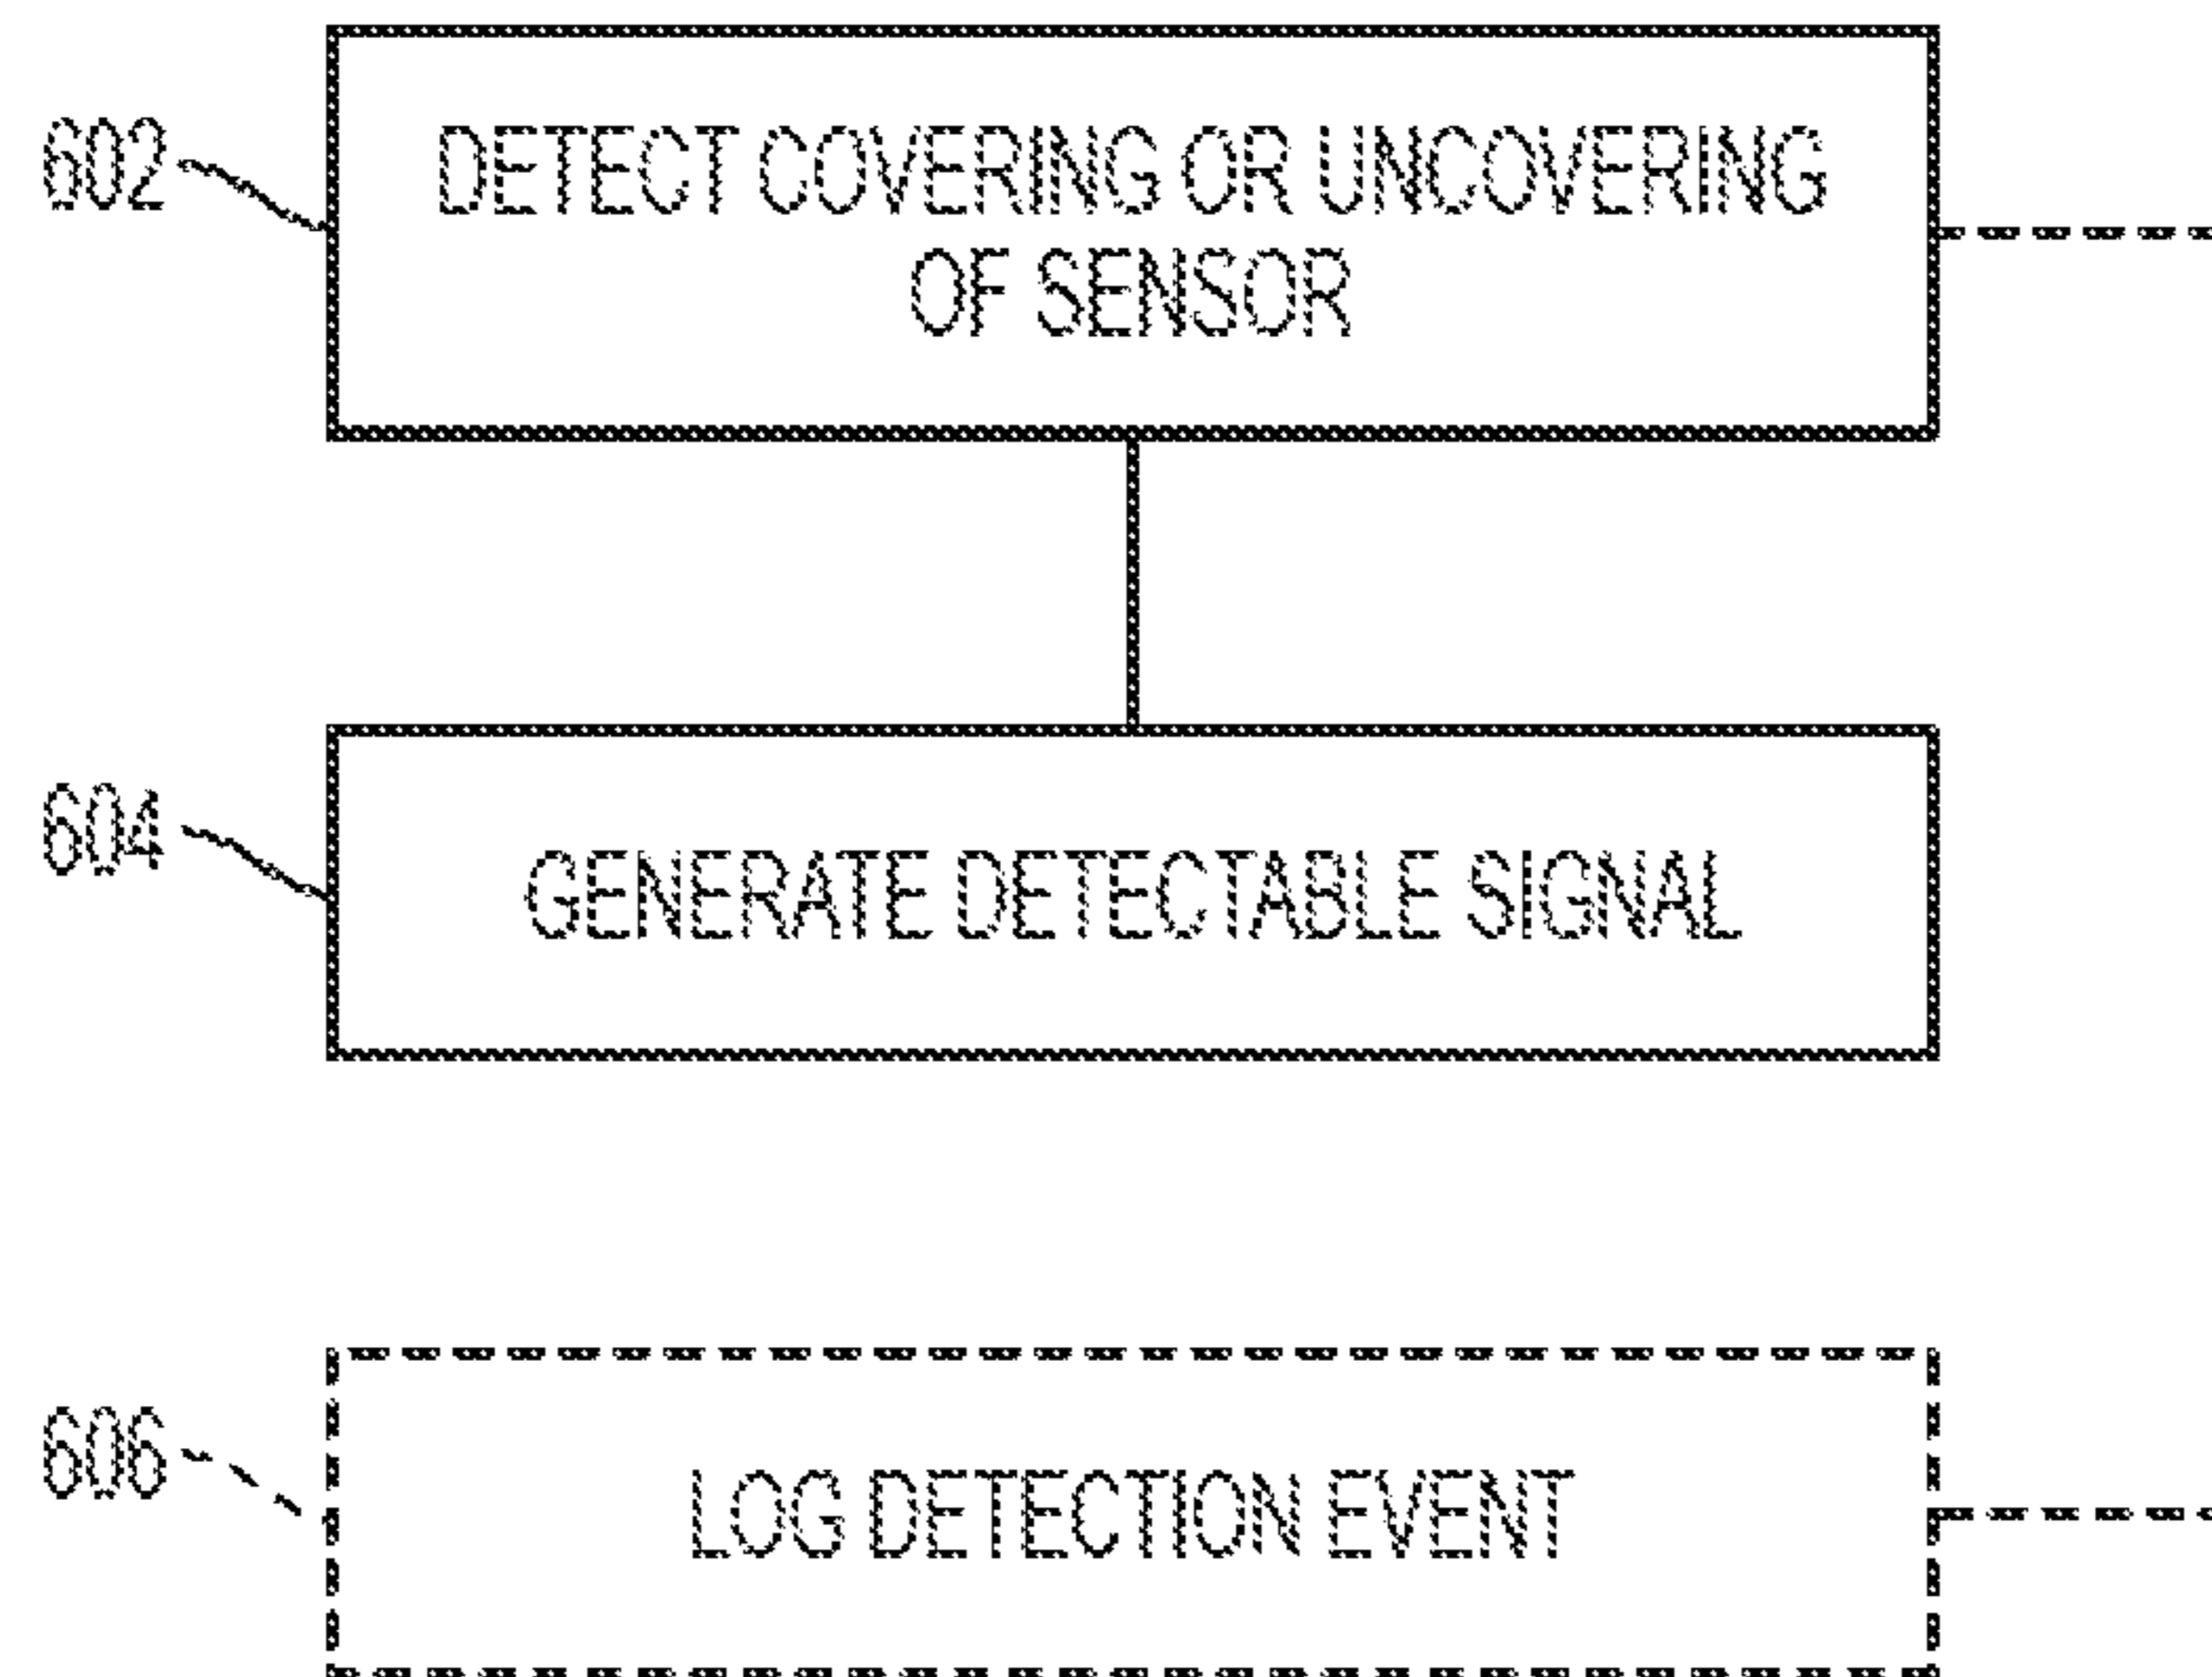 602
DETECT COVERING OR UNCOVERING
OF SENSOR
604
GENERATE DETECTABLE SIGNAL
606
LOG DETECTION EVENT